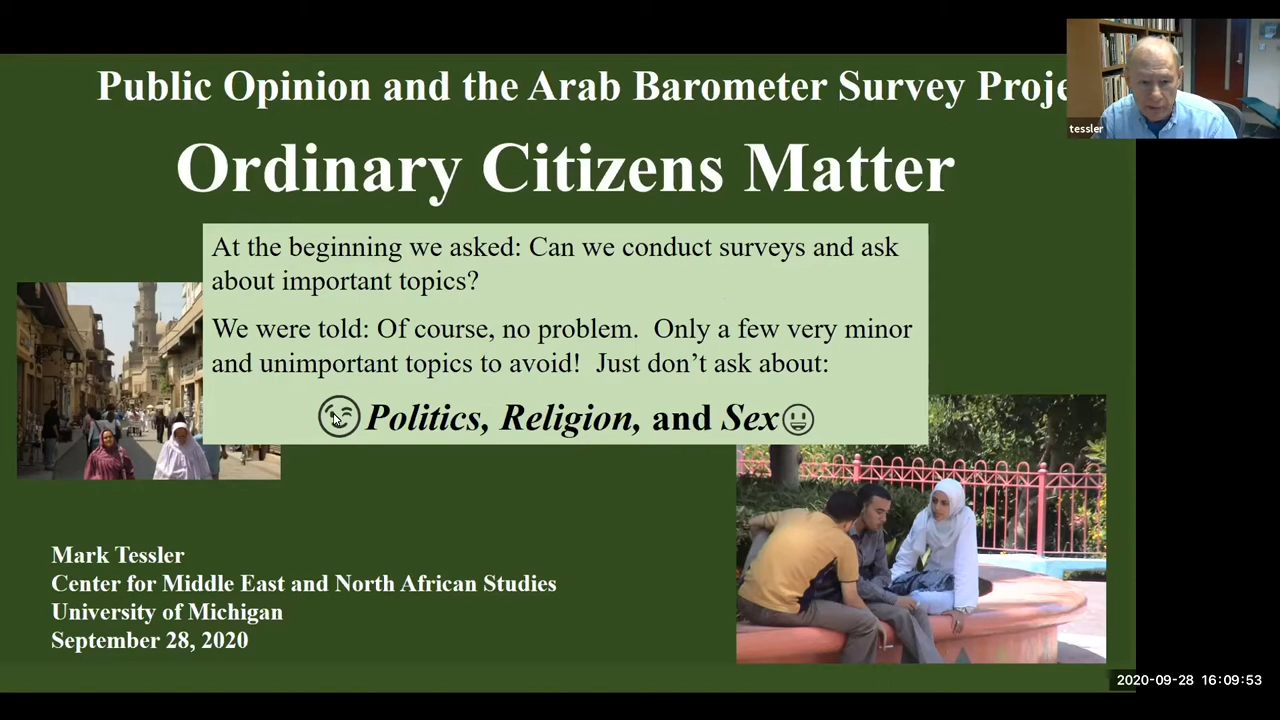 Public Opinion and the Arab Barometer Survey Proje
tessler
Ordinary Citizens Matter
At the beginning we asked: Can we conduct surveys and ask
about important topics?
We were told: Of course, no problem.  Only a few very minor
and unimportant topics to avoid!  Just don’t ask about:
Politics, Religion, and Sex
Mark Tessler
Center for Middle East and North African Studies
University of Michigan
September 28, 2020
2020-09-28 16:09:53